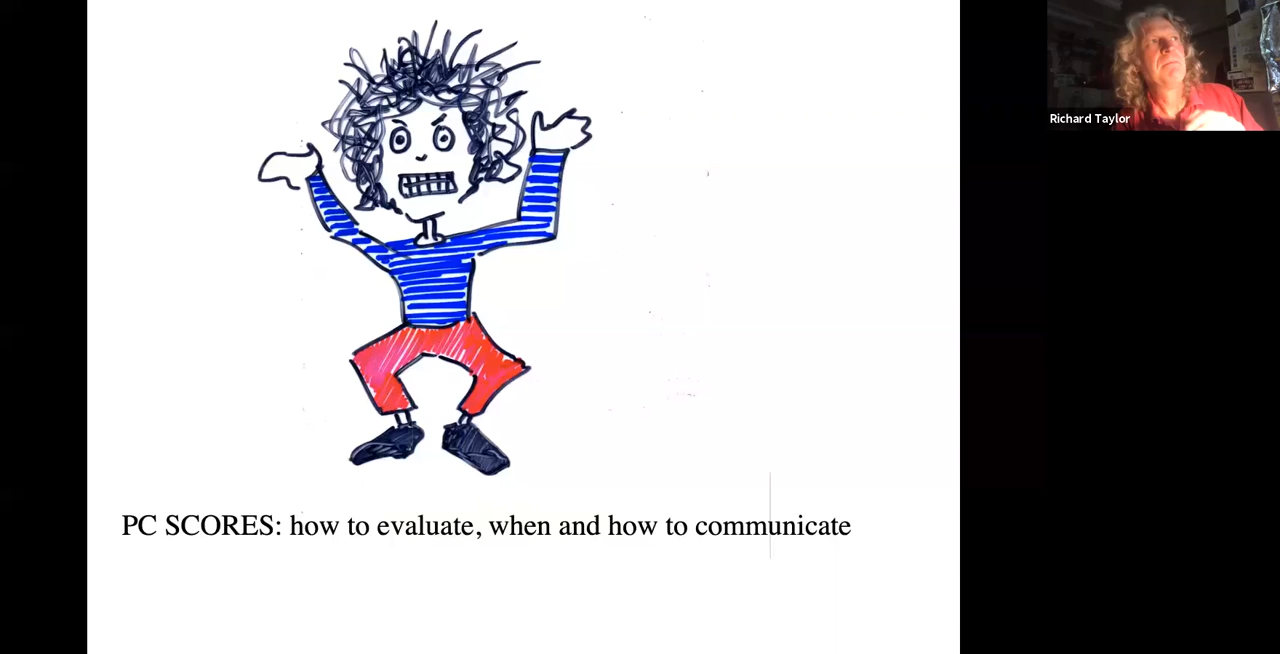 Richard Taylor
PC SCORES: how to evaluate, when and how to communicate